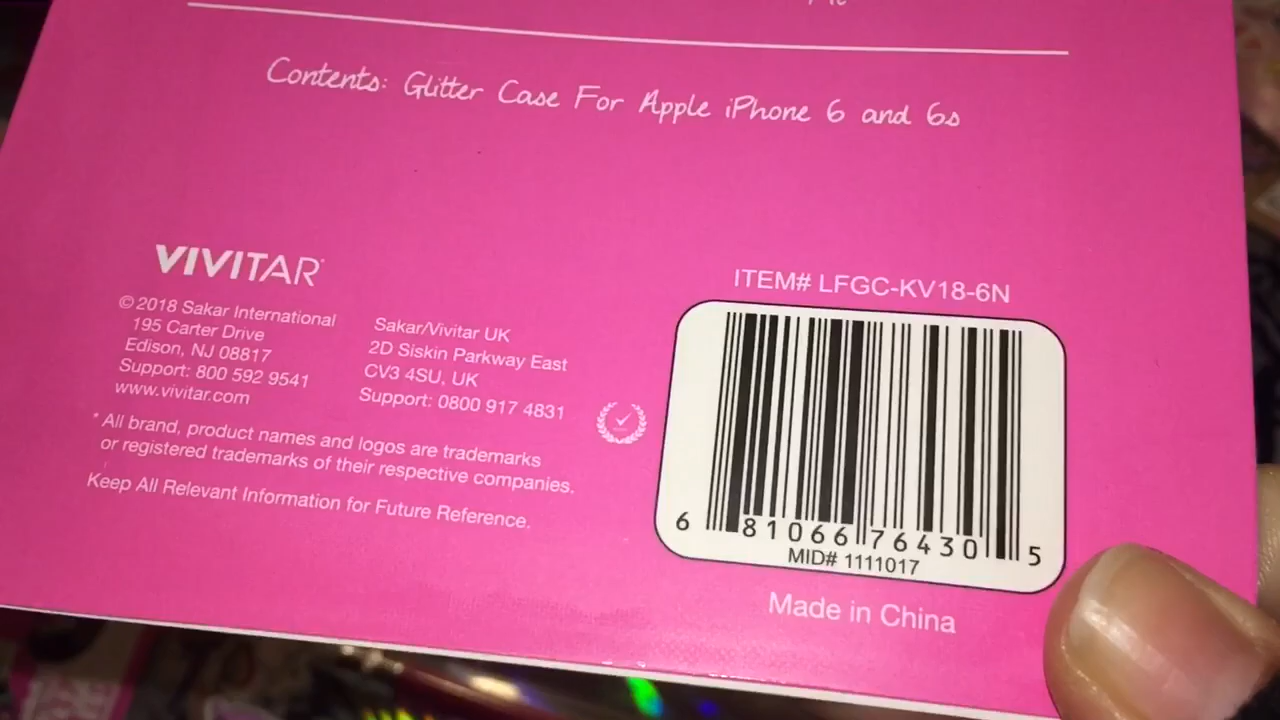 Contents: Glitter Case For Apple iPhone 6 and 6s
VIVITAR
© 2018 Sakar International
195 Carter Drive
Edison, NJ 08817
Support: 800 592 9541
www.vivitar.com
Sakar/Vivitar UK
2D Siskin Parkway East
CV3 4SU, UK
Support: 0800 917 4831
* All brand, product names and logos are trademarks
or registered trademarks of their respective companies.
Keep All Relevant Information for Future Reference.
ITEM# LFGC-KV18-6N
6 81066 76430 5
MID# 1111017
Made in China